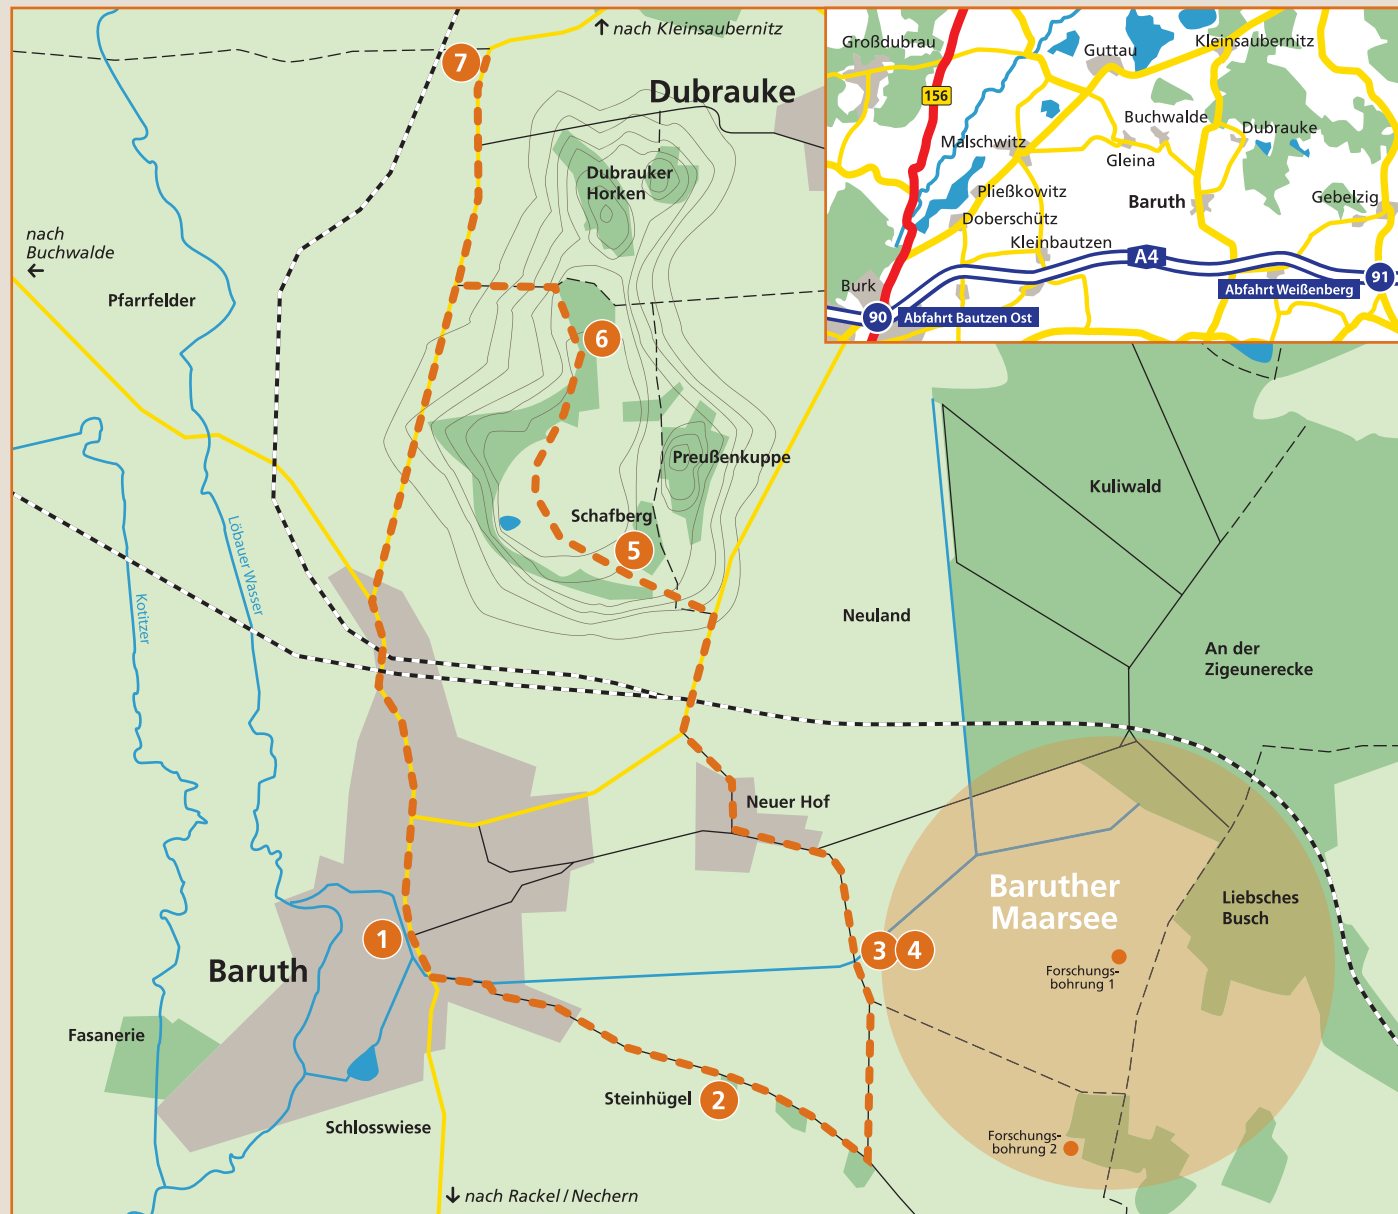 nach Kleinsaubernitz
7
Dubrauke
Dubrauker
Horken
nach
Buchwalde
Pfarrfelder
6
Preußenkuppe
Schafberg
5
Löbauer Wasser
Kotitzer
Neuland
Kuliwald
An der
Zigeunerecke
Neuer Hof
Baruther
Maarsee
Liebsches
Busch
1
3
4
Baruth
Forschungs-
bohrung 1
Fasanerie
Steinhügel
2
Schlosswiese
Forschungs-
bohrung 2
nach Rackel / Nechern
Großdubrau
Guttau
Kleinsaubernitz
156
Buchwalde
Dubrauke
Malschwitz
Gleina
Pließkowitz
Baruth
Gebelzig
Doberschütz
Kleinbautzen
A4
Burk
91
Abfahrt Weißenberg
90
Abfahrt Bautzen Ost